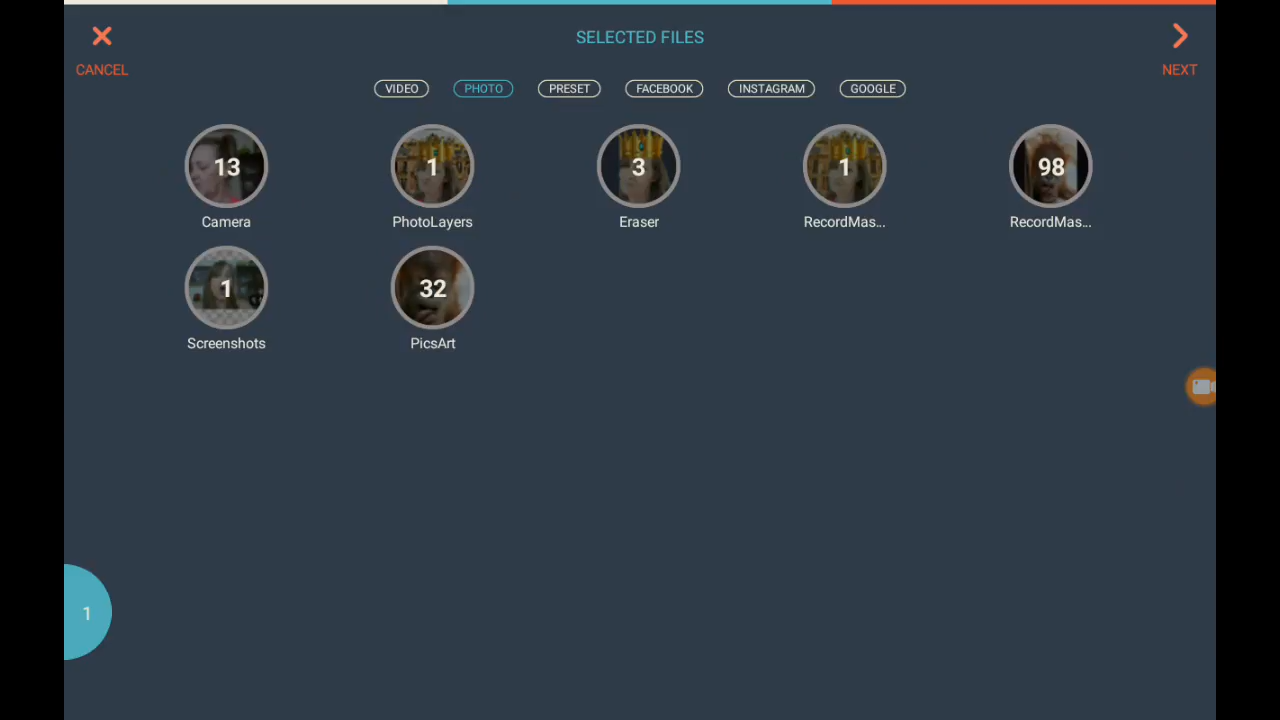 SELECTED FILES
CANCEL
NEXT
VIDEO
PHOTO
PRESET
FACEBOOK
INSTAGRAM
GOOGLE
13
1
3
1
98
Camera
PhotoLayers
Eraser
RecordMas...
RecordMas...
1
32
Screenshots
PicsArt
1